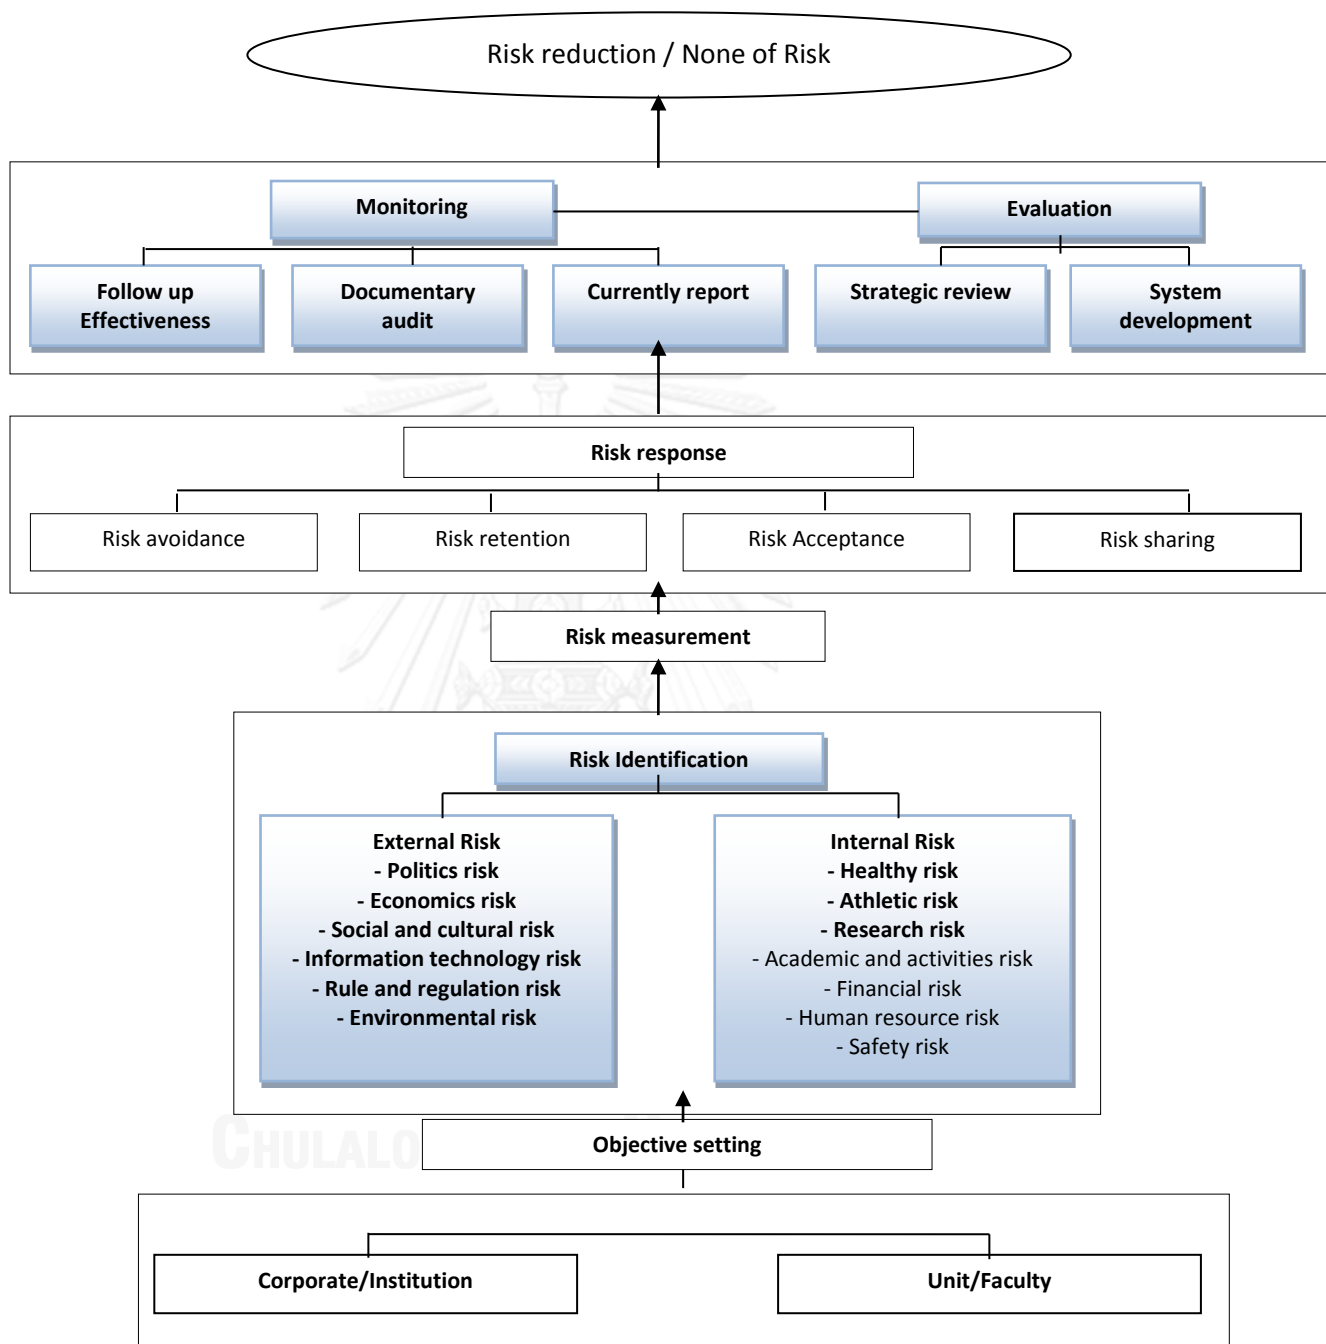 Risk reduction / None of Risk
Monitoring
Evaluation
Follow up
Effectiveness
Documentary
audit
Currently report
Strategic review
System
development
Risk response
Risk avoidance
Risk retention
Risk Acceptance
Risk sharing
Risk measurement
Risk Identification
External Risk
- Politics risk
- Economics risk
- Social and cultural risk
- Information technology risk
- Rule and regulation risk
- Environmental risk
Internal Risk
- Healthy risk
- Athletic risk
- Research risk
- Academic and activities risk
- Financial risk
- Human resource risk
- Safety risk
CHULALO
Objective setting
Corporate/Institution
Unit/Faculty